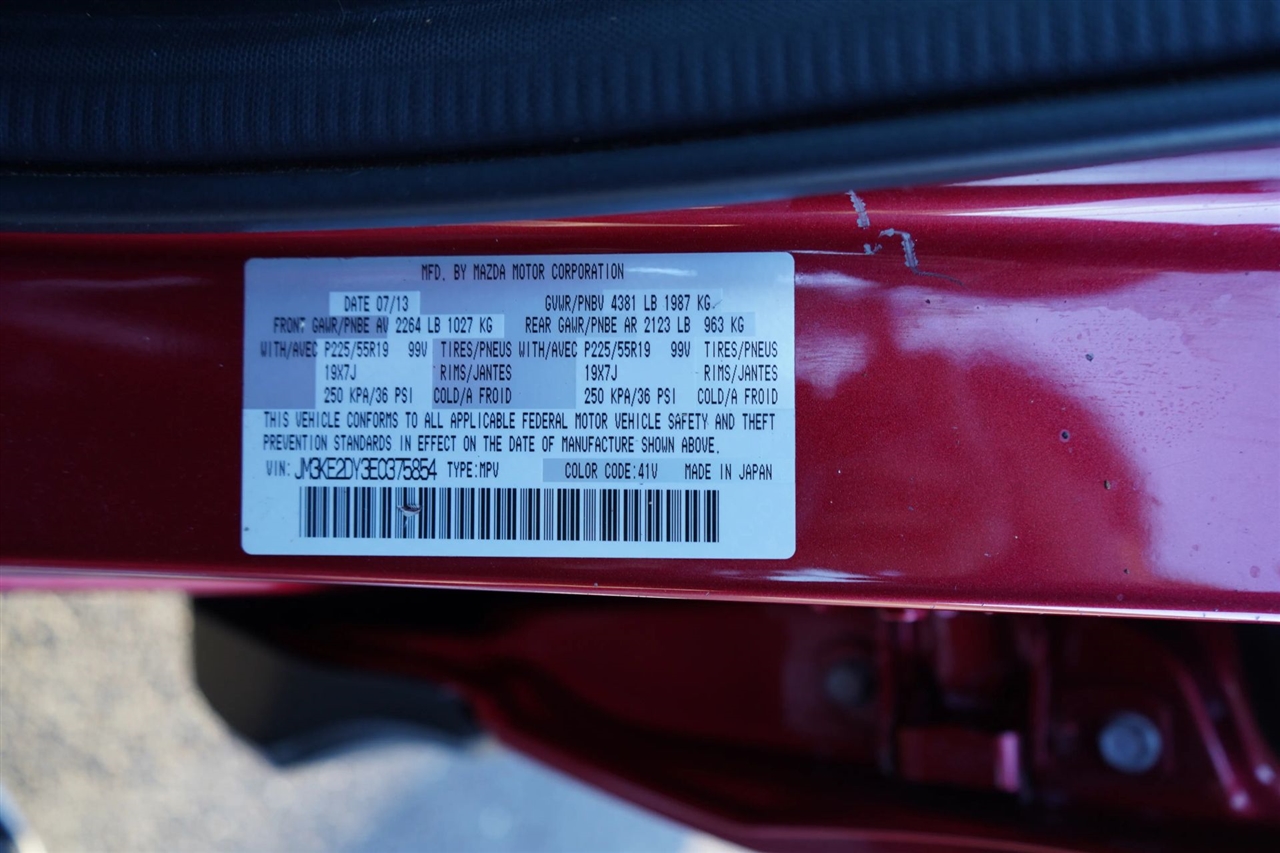 MFD. BY MAZDA MOTOR CORPORATION
DATE 07/13 GVWR/PNBV 4381 LB 1987 KG.
FRONT GAWR/PNBE AV 2264 LB 1027 KG REAR GAWR/PNBE AR 2123 LB 963 KG
WITH/AVEC P225/55R19 99V TIRES/PNEUS WITH/AVEC P225/55R19 99V TIRES/PNEUS
19X7J RIMS/JANTES 19X7J RIMS/JANTES
250 KPA/36 PSI COLD/A FROID 250 KPA/36 PSI COLD/A FROID
THIS VEHICLE CONFORMS TO ALL APPLICABLE FEDERAL MOTOR VEHICLE SAFETY AND THEFT
PREVENTION STANDARDS IN EFFECT ON THE DATE OF MANUFACTURE SHOWN ABOVE.
VIN: JM3KE2DY3E0375854 TYPE:MPV COLOR CODE:41V MADE IN JAPAN